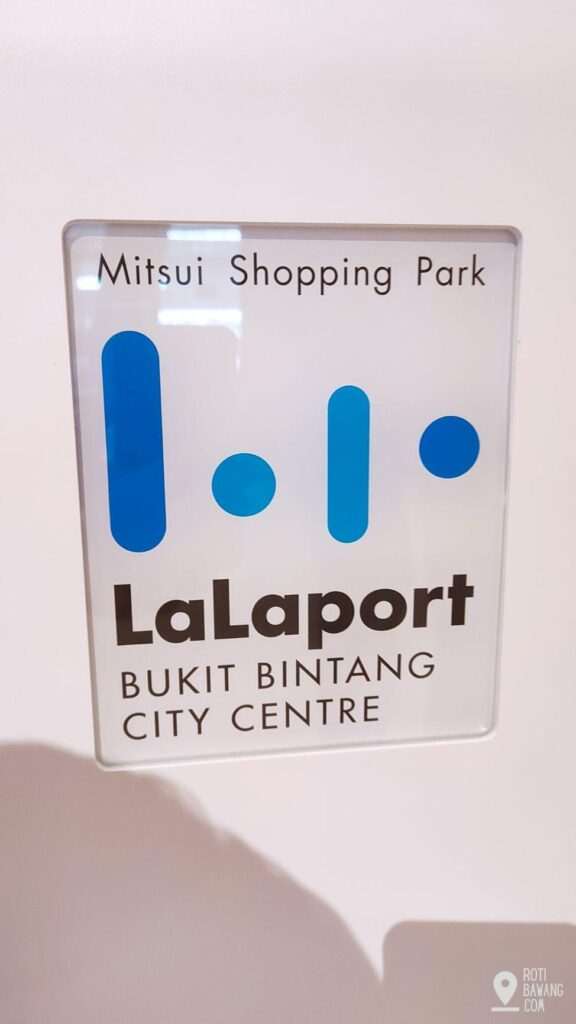 Mitsui Shopping Park
LaLaport
BUKIT BINTANG
CITY CENTRE
ROTI
BAWANG
.COM